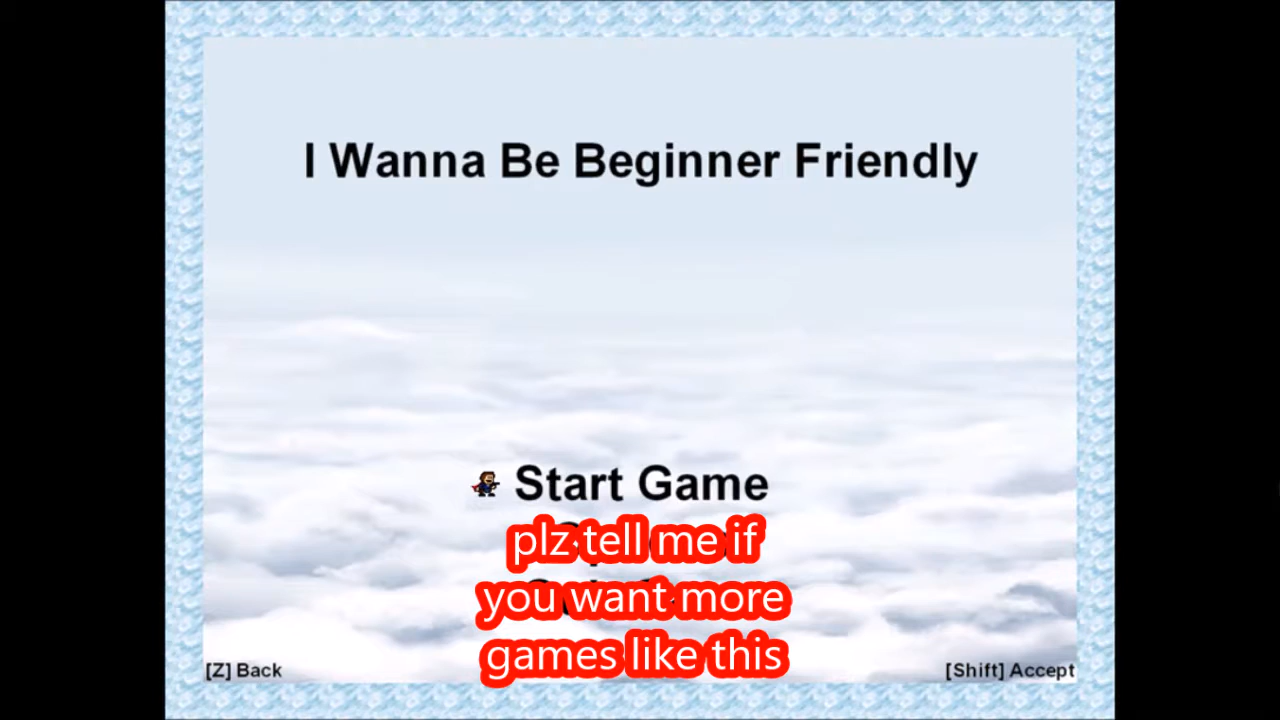 I Wanna Be Beginner Friendly
Start Game
plz tell me if
you want more
games like this
[Z] Back
[Shift] Accept